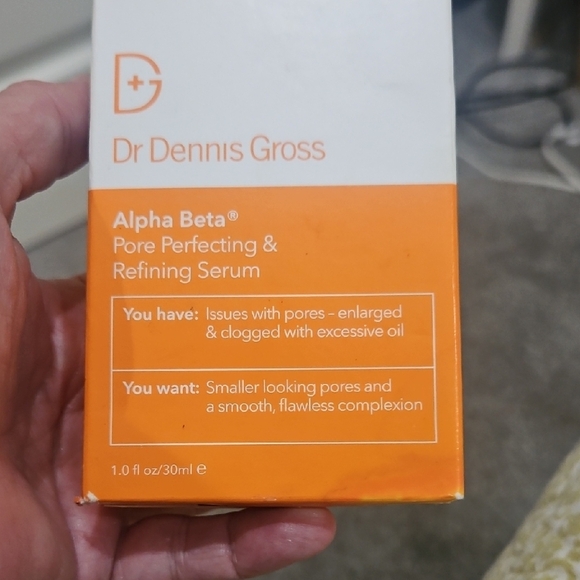 D+G
Dr Dennis Gross
Alpha Beta®
Pore Perfecting &
Refining Serum
You have: Issues with pores – enlarged
& clogged with excessive oil
You want: Smaller looking pores and
a smooth, flawless complexion
1.0 fl oz/30ml ℮